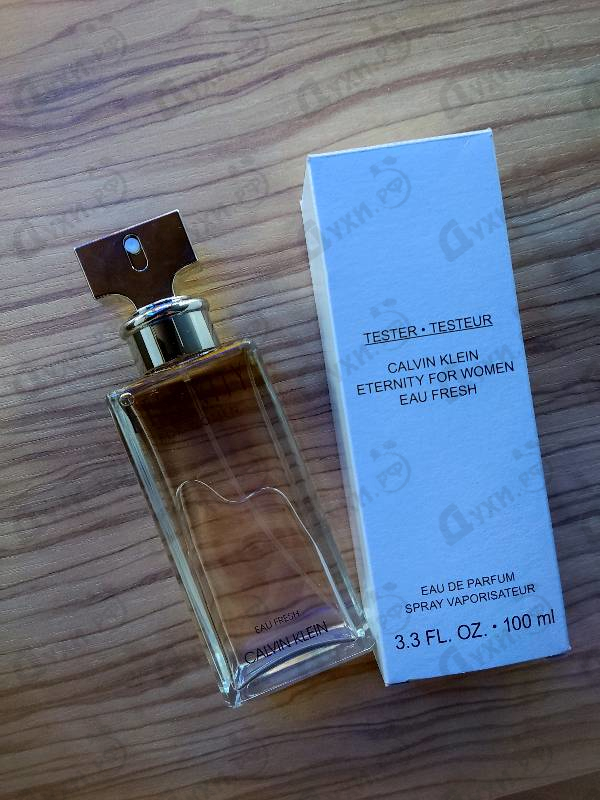 TESTER • TESTEUR
CALVIN KLEIN
ETERNITY FOR WOMEN
EAU FRESH
EAU DE PARFUM
SPRAY VAPORISATEUR
3.3 FL. OZ. • 100 ml
EAU FRESH
CALVIN KLEIN
Духи.рф